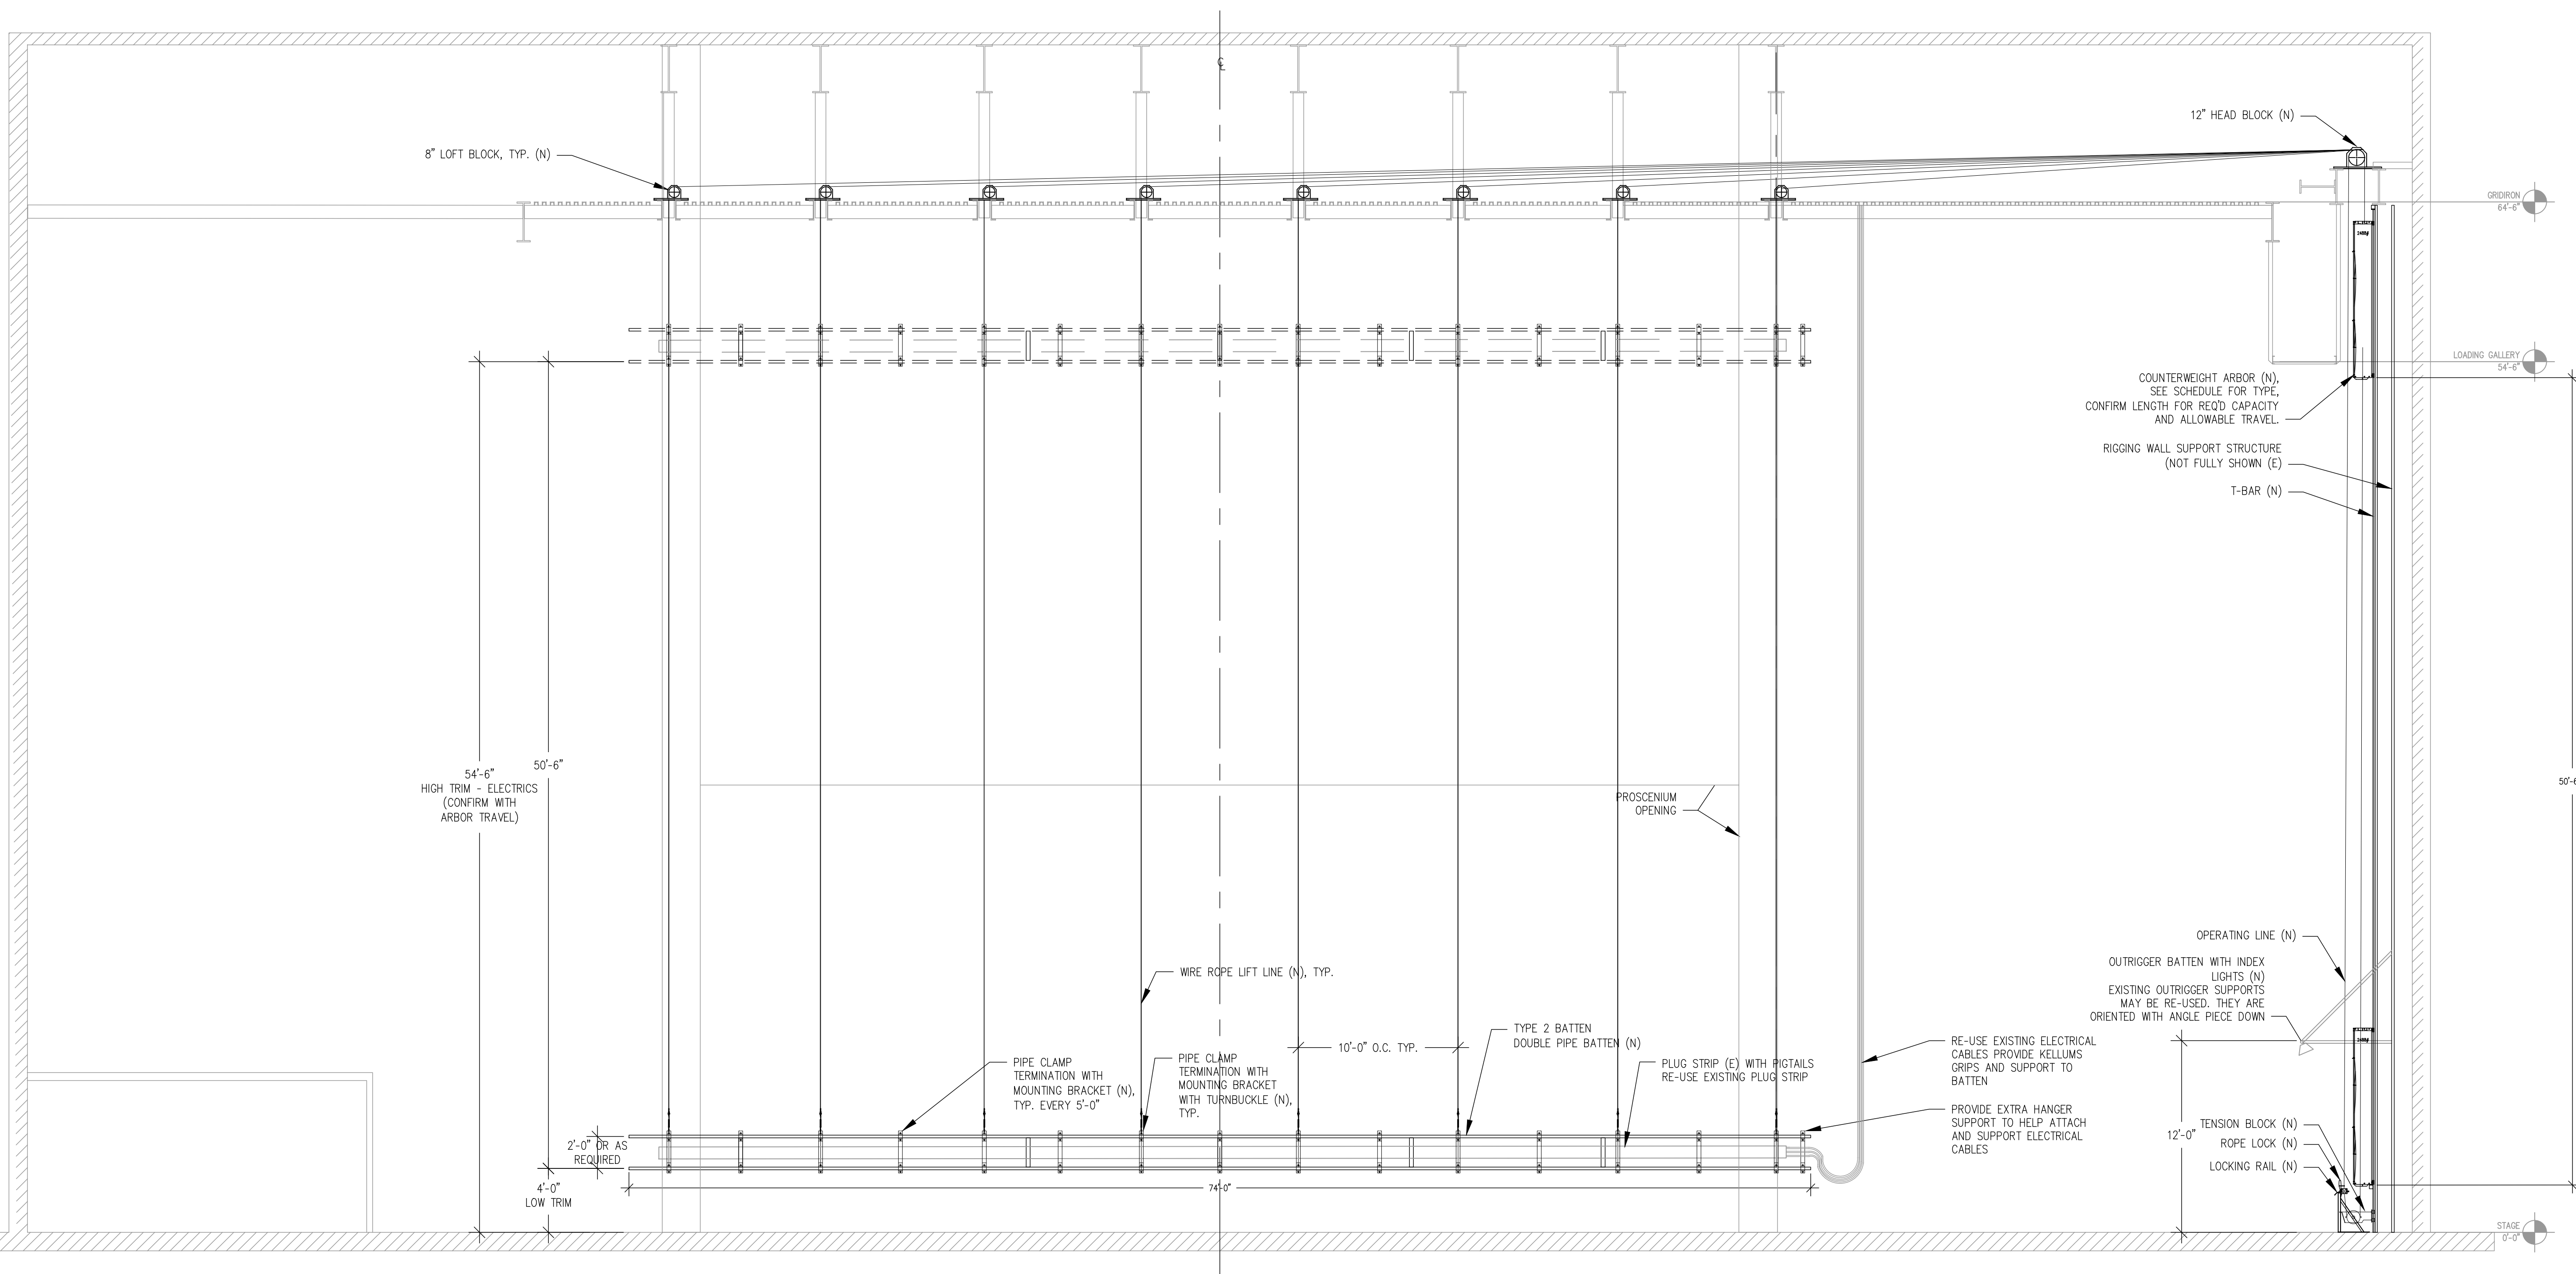 ℄
12" HEAD BLOCK (N)
8" LOFT BLOCK, TYP. (N)
GRIDIRON
64'-6"
2488#
LOADING GALLERY
54'-6"
COUNTERWEIGHT ARBOR (N),
SEE SCHEDULE FOR TYPE,
CONFIRM LENGTH FOR REQ'D CAPACITY
AND ALLOWABLE TRAVEL.
RIGGING WALL SUPPORT STRUCTURE
(NOT FULLY SHOWN (E)
T-BAR (N)
54'-6"
HIGH TRIM - ELECTRICS
(CONFIRM WITH
ARBOR TRAVEL)
50'-6"
50'-6
PROSCENIUM
OPENING
OPERATING LINE (N)
OUTRIGGER BATTEN WITH INDEX
LIGHTS (N)
EXISTING OUTRIGGER SUPPORTS
MAY BE RE-USED. THEY ARE
ORIENTED WITH ANGLE PIECE DOWN
WIRE ROPE LIFT LINE (N), TYP.
10'-0" O.C. TYP.
TYPE 2 BATTEN
DOUBLE PIPE BATTEN (N)
PIPE CLAMP
TERMINATION WITH
MOUNTING BRACKET (N),
TYP. EVERY 5'-0"
PIPE CLAMP
TERMINATION WITH
MOUNTING BRACKET
WITH TURNBUCKLE (N),
TYP.
PLUG STRIP (E) WITH PIGTAILS
RE-USE EXISTING PLUG STRIP
RE-USE EXISTING ELECTRICAL
CABLES PROVIDE KELLUMS
GRIPS AND SUPPORT TO
BATTEN
PROVIDE EXTRA HANGER
SUPPORT TO HELP ATTACH
AND SUPPORT ELECTRICAL
CABLES
2488#
12'-0"
TENSION BLOCK (N)
ROPE LOCK (N)
LOCKING RAIL (N)
2'-0" OR AS
REQUIRED
4'-0"
LOW TRIM
74'-0"
STAGE
0'-0"